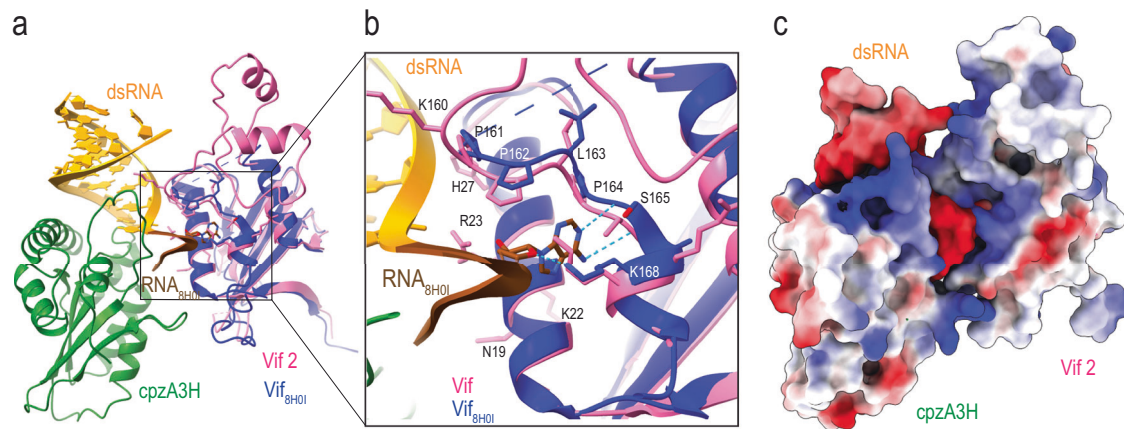 a
dsRNA
RNA8H0I
cpzA3H
Vif 2
Vif8H0I
b
dsRNA
K160
P161
P162
L163
H27
P164
S165
R23
RNA8H0I
K168
K22
N19
Vif
Vif8H0I
c
dsRNA
Vif 2
cpzA3H